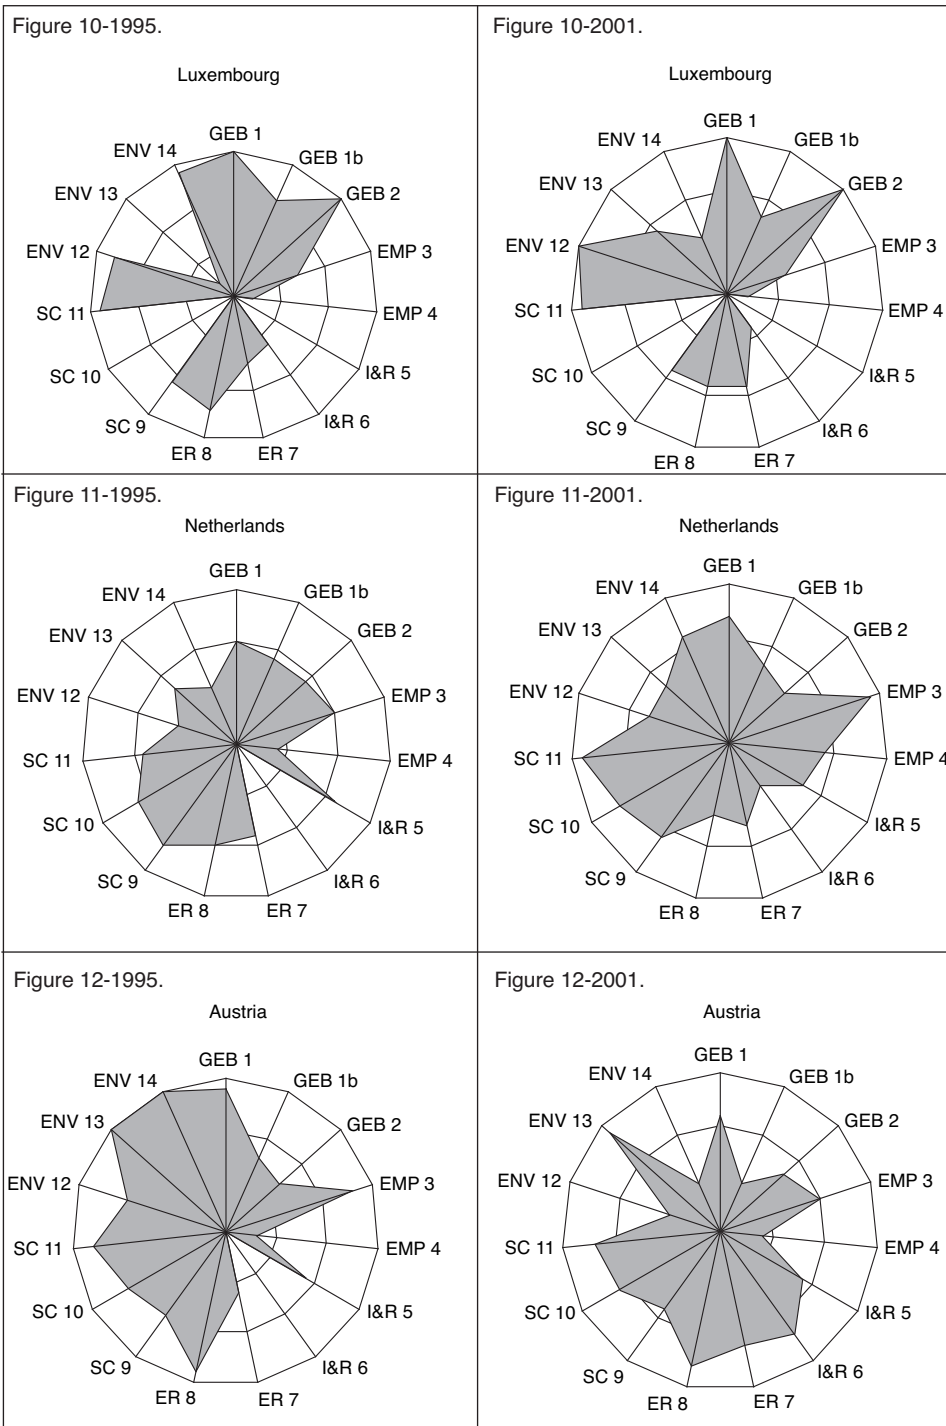 Figure 10-1995.
Luxembourg
GEB 1
GEB 1b
GEB 2
EMP 3
EMP 4
I&R 5
I&R 6
ER 7
ER 8
SC 9
SC 10
SC 11
ENV 12
ENV 13
ENV 14
Figure 10-2001.
Luxembourg
GEB 1
GEB 1b
GEB 2
EMP 3
EMP 4
I&R 5
I&R 6
ER 7
ER 8
SC 9
SC 10
SC 11
ENV 12
ENV 13
ENV 14
Figure 11-1995.
Netherlands
GEB 1
GEB 1b
GEB 2
EMP 3
EMP 4
I&R 5
I&R 6
ER 7
ER 8
SC 9
SC 10
SC 11
ENV 12
ENV 13
ENV 14
Figure 11-2001.
Netherlands
GEB 1
GEB 1b
GEB 2
EMP 3
EMP 4
I&R 5
I&R 6
ER 7
ER 8
SC 9
SC 10
SC 11
ENV 12
ENV 13
ENV 14
Figure 12-1995.
Austria
GEB 1
GEB 1b
GEB 2
EMP 3
EMP 4
I&R 5
I&R 6
ER 7
ER 8
SC 9
SC 10
SC 11
ENV 12
ENV 13
ENV 14
Figure 12-2001.
Austria
GEB 1
GEB 1b
GEB 2
EMP 3
EMP 4
I&R 5
I&R 6
ER 7
ER 8
SC 9
SC 10
SC 11
ENV 12
ENV 13
ENV 14